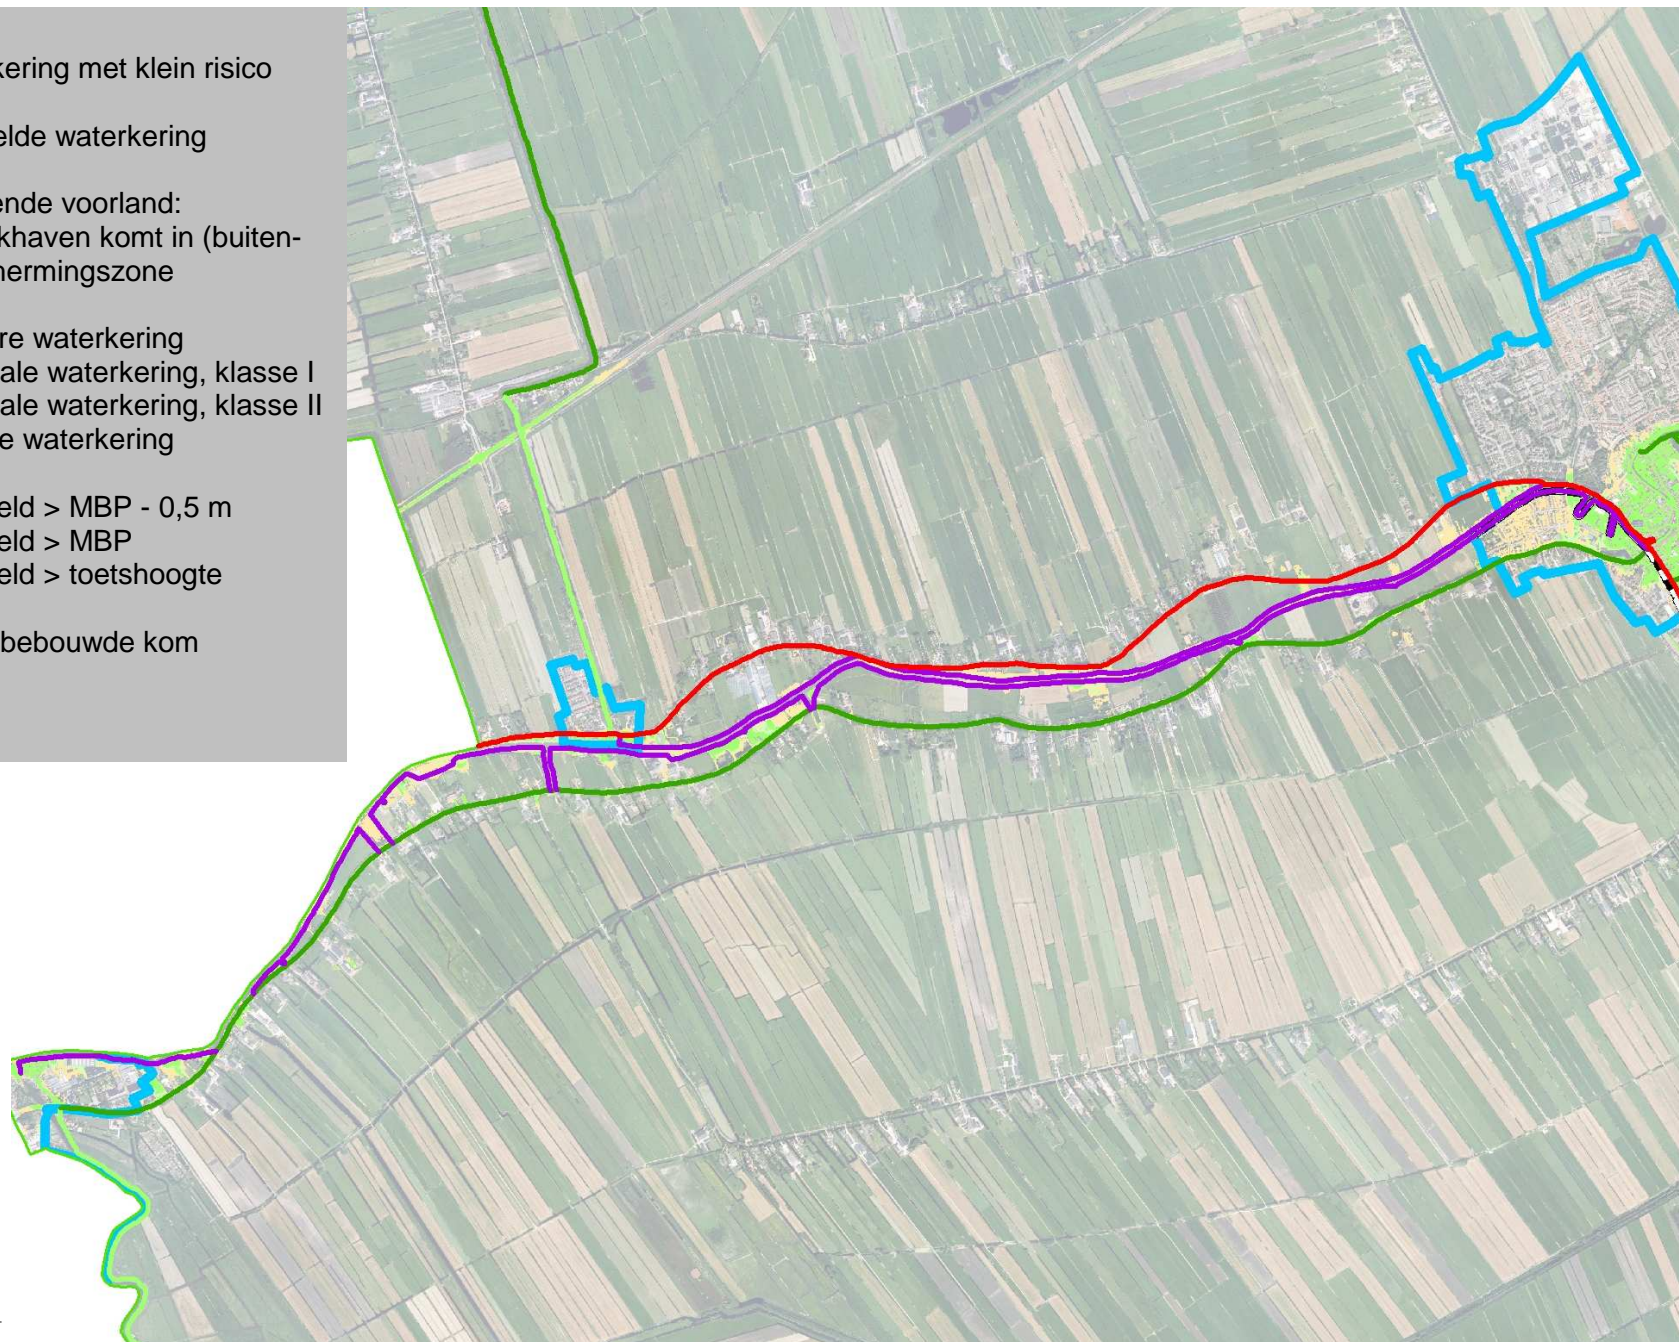 kering met klein risico
elde waterkering
ende voorland:
khaven komt in (buiten-
hermingszone
re waterkering
ale waterkering, klasse I
ale waterkering, klasse II
e waterkering
eld > MBP - 0,5 m
eld > MBP
eld > toetshoogte
bebouwde kom